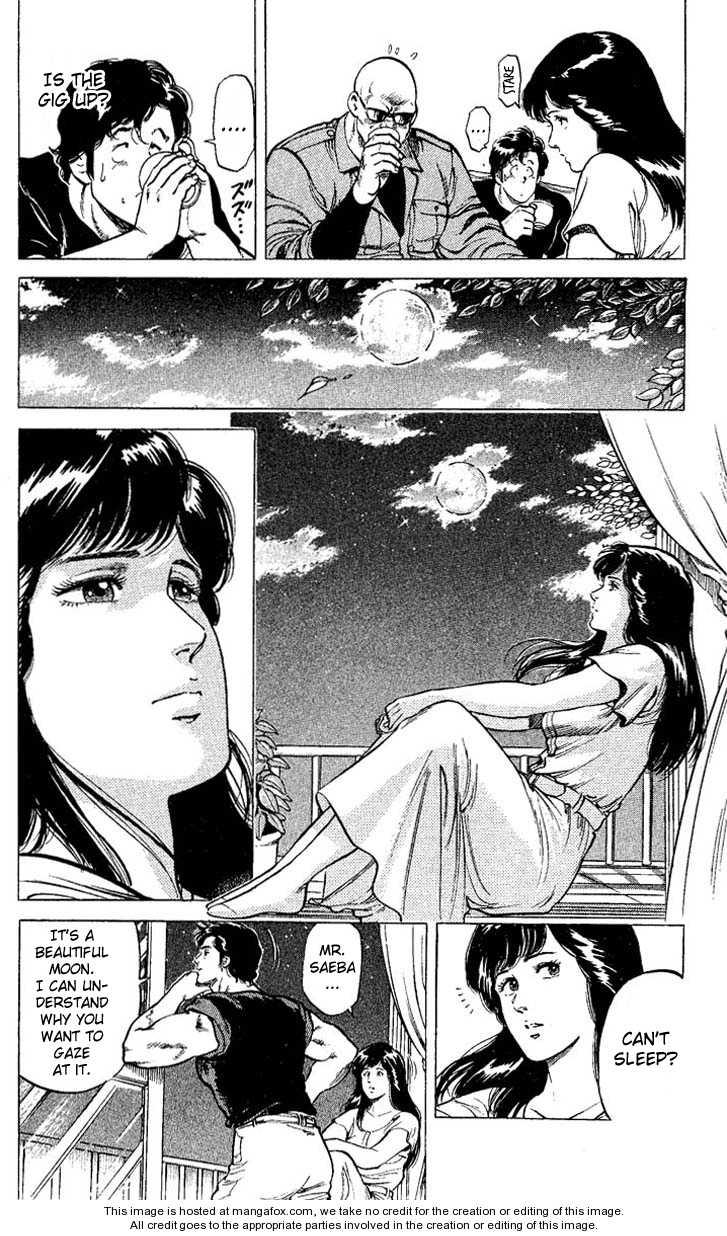 STARE
...
IS THE
GIG UP?
....
ズズ...
CAN'T
SLEEP?
MR.
SAEBA
...
IT'S A
BEAUTIFUL
MOON.
I CAN UN-
DERSTAND
WHY YOU
WANT TO
GAZE
AT IT.
This image is hosted at mangafox.com, we take no credit for the creation or editing of this image.
All credit goes to the appropriate parties involved in the creation or editing of this image.